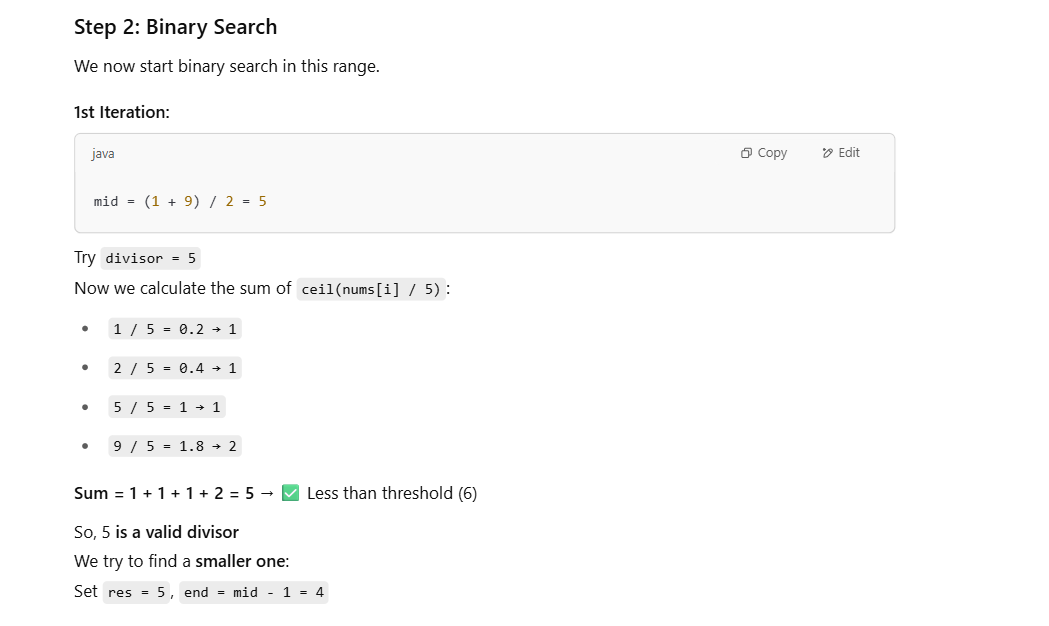 Step 2: Binary Search
We now start binary search in this range.
1st Iteration:
java
Copy
Edit
mid = (1 + 9) / 2 = 5
Try divisor = 5
Now we calculate the sum of ceil(nums[i] / 5):
• 1 / 5 = 0.2 → 1
• 2 / 5 = 0.4 → 1
• 5 / 5 = 1 → 1
• 9 / 5 = 1.8 → 2
Sum = 1 + 1 + 1 + 2 = 5 → ✅ Less than threshold (6)
So, 5 is a valid divisor
We try to find a smaller one:
Set res = 5, end = mid - 1 = 4